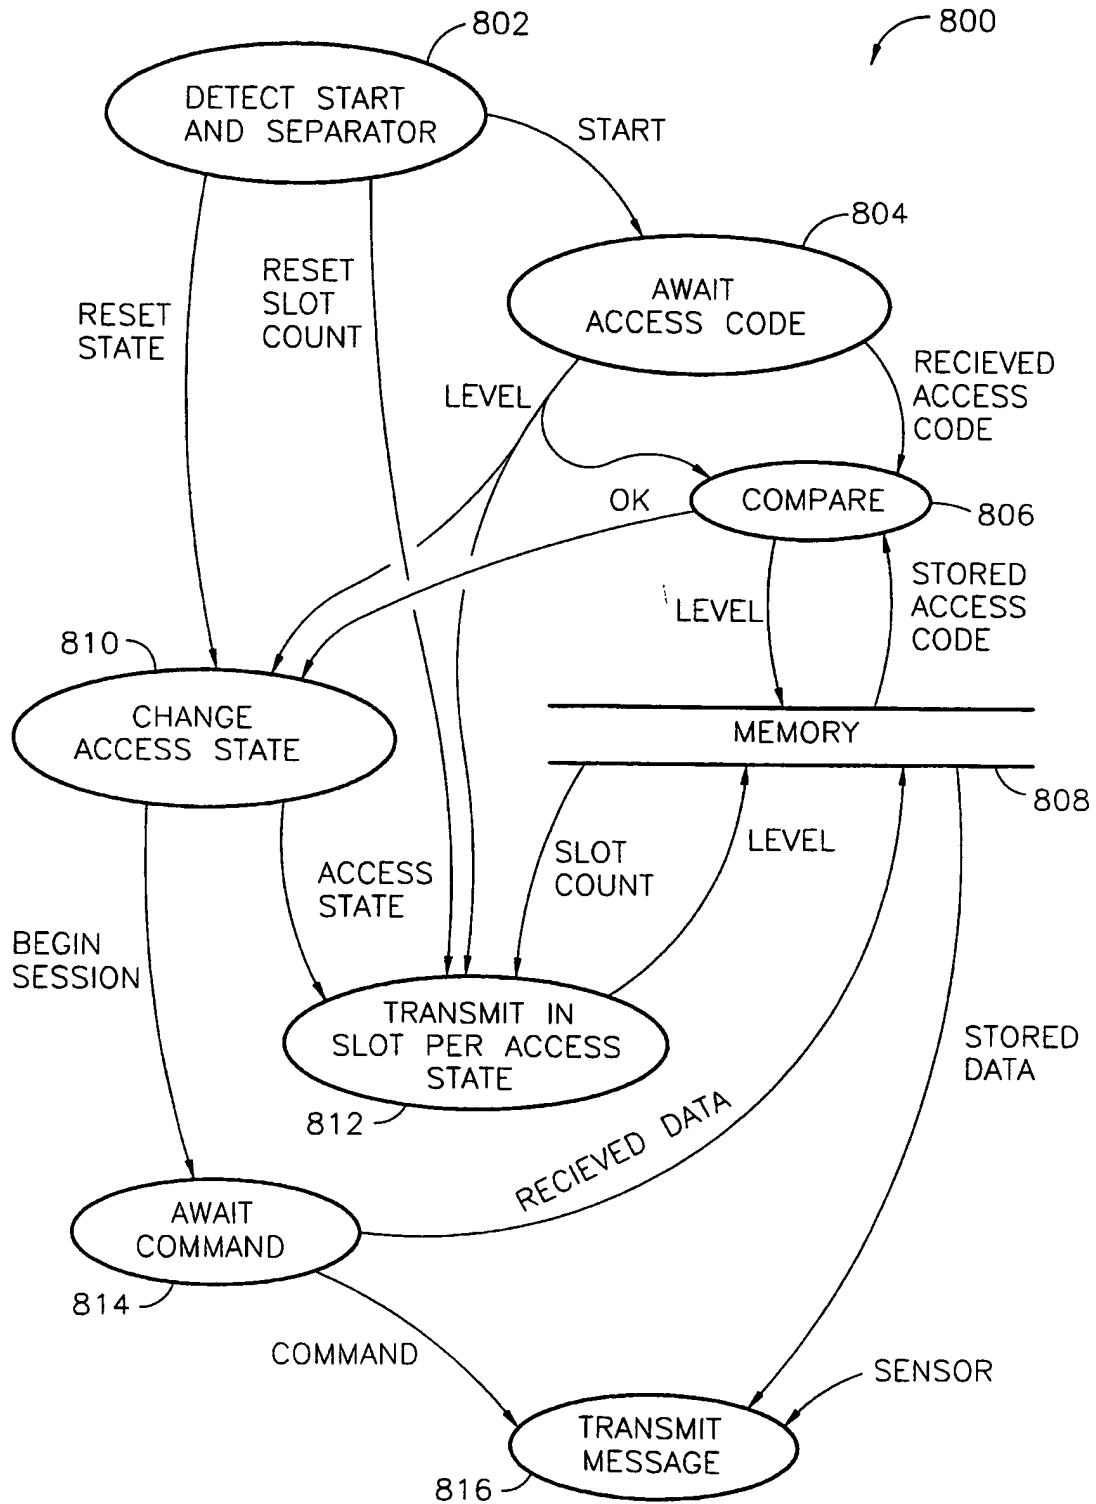 802
800
DETECT START
AND SEPARATOR
START
804
RESET
SLOT
COUNT
AWAIT
ACCESS CODE
RESET
STATE
RECIEVED
ACCESS
CODE
LEVEL
OK
COMPARE
806
STORED
ACCESS
CODE
LEVEL
810
CHANGE
ACCESS STATE
MEMORY
808
SLOT
COUNT
LEVEL
ACCESS
STATE
BEGIN
SESSION
TRANSMIT IN
SLOT PER ACCESS
STATE
812
STORED
DATA
RECIEVED DATA
AWAIT
COMMAND
814
COMMAND
SENSOR
TRANSMIT
MESSAGE
816